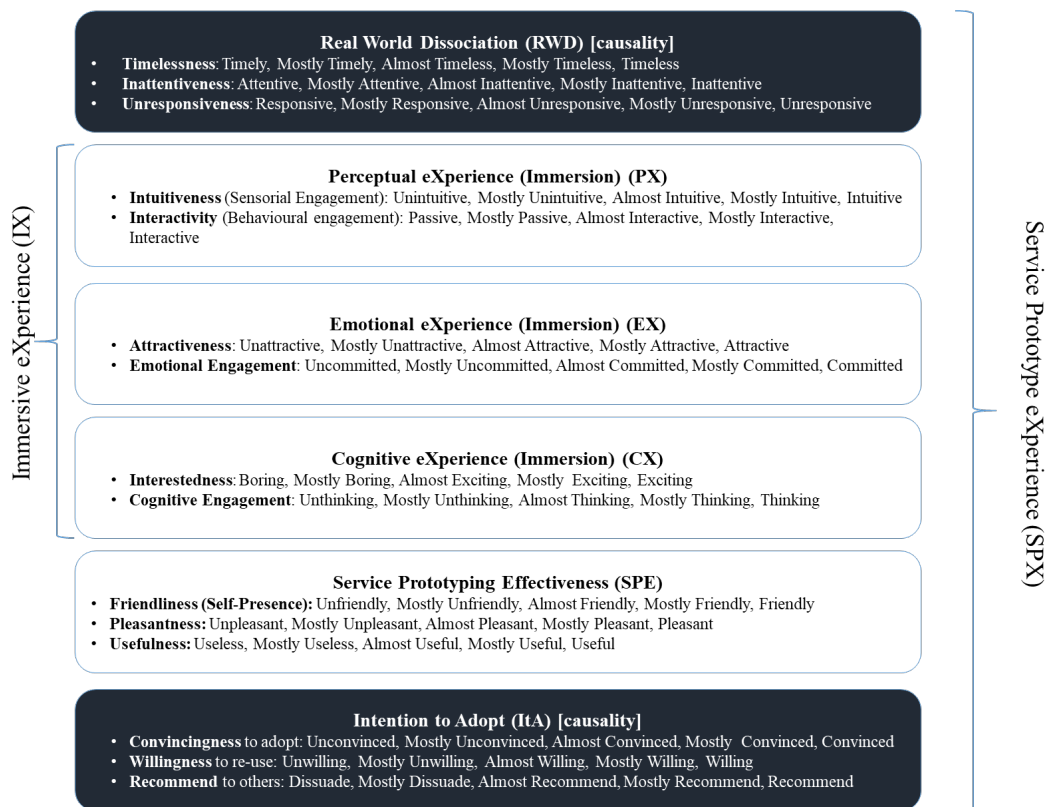 Real World Dissociation (RWD) [causality]
• Timelessness: Timely, Mostly Timely, Almost Timeless, Mostly Timeless, Timeless
• Inattentiveness: Attentive, Mostly Attentive, Almost Inattentive, Mostly Inattentive, Inattentive
• Unresponsiveness: Responsive, Mostly Responsive, Almost Unresponsive, Mostly Unresponsive, Unresponsive
Immersive eXperience (IX)
Perceptual eXperience (Immersion) (PX)
• Intuitiveness (Sensorial Engagement): Unintuitive, Mostly Unintuitive, Almost Intuitive, Mostly Intuitive, Intuitive
• Interactivity (Behavioural engagement): Passive, Mostly Passive, Almost Interactive, Mostly Interactive,
Interactive
Emotional eXperience (Immersion) (EX)
• Attractiveness: Unattractive, Mostly Unattractive, Almost Attractive, Mostly Attractive, Attractive
• Emotional Engagement: Uncommitted, Mostly Uncommitted, Almost Committed, Mostly Committed, Committed
Cognitive eXperience (Immersion) (CX)
• Interestedness: Boring, Mostly Boring, Almost Exciting, Mostly Exciting, Exciting
• Cognitive Engagement: Unthinking, Mostly Unthinking, Almost Thinking, Mostly Thinking, Thinking
Service Prototyping Effectiveness (SPE)
• Friendliness (Self-Presence): Unfriendly, Mostly Unfriendly, Almost Friendly, Mostly Friendly, Friendly
• Pleasantness: Unpleasant, Mostly Unpleasant, Almost Pleasant, Mostly Pleasant, Pleasant
• Usefulness: Useless, Mostly Useless, Almost Useful, Mostly Useful, Useful
Intention to Adopt (ItA) [causality]
• Convincingness to adopt: Unconvinced, Mostly Unconvinced, Almost Convinced, Mostly Convinced, Convinced
• Willingness to re-use: Unwilling, Mostly Unwilling, Almost Willing, Mostly Willing, Willing
• Recommend to others: Dissuade, Mostly Dissuade, Almost Recommend, Mostly Recommend, Recommend
Service Prototype eXperience (SPX)